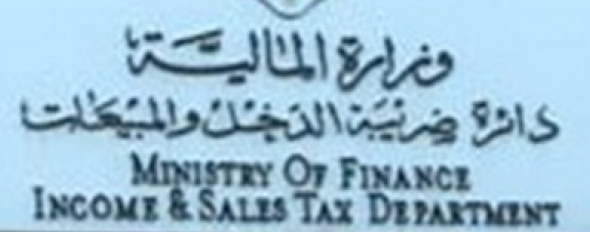 وزارة المالية
دائرة ضريبة الدخل والمبيعات
MINISTRY OF FINANCE
INCOME & SALES TAX DEPARTMENT